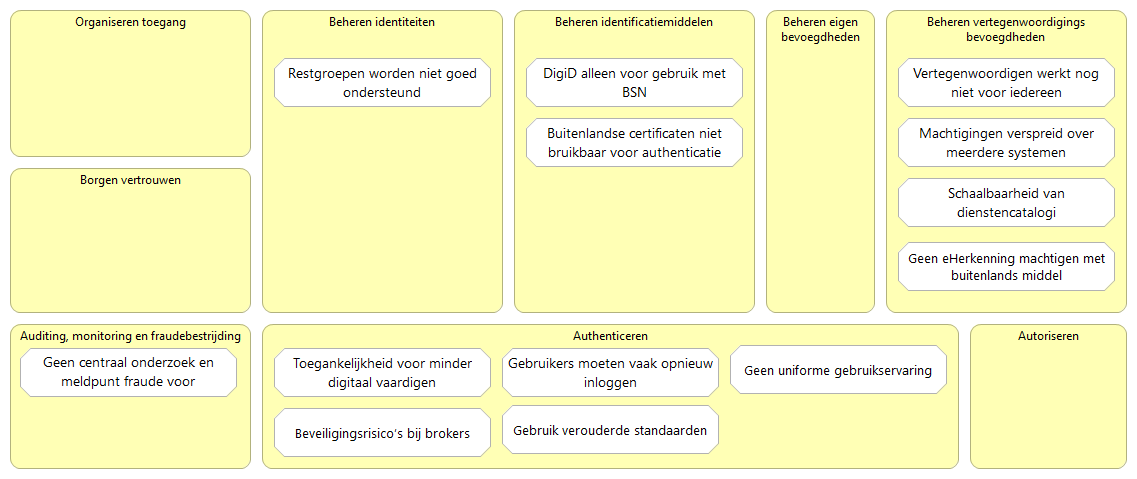 Organiseren toegang
Borgen vertrouwen
Beheren identiteiten
Restgroepen worden niet goed
ondersteund
Beheren identificatiemiddelen
DigiD alleen voor gebruik met
BSN
Buitenlandse certificaten niet
bruikbaar voor authenticatie
Beheren eigen
bevoegdheden
Beheren vertegenwoordigings
bevoegdheden
Vertegenwoordigen werkt nog
niet voor iedereen
Machtigingen verspreid over
meerdere systemen
Schaalbaarheid van
dienstencatalogi
Geen eHerkenning machtigen met
buitenlands middel
Auditing, monitoring en fraudebestrijding
Geen centraal onderzoek en
meldpunt fraude voor
Authenticeren
Toegankelijkheid voor minder
digitaal vaardigen
Gebruikers moeten vaak opnieuw
inloggen
Geen uniforme gebruikservaring
Beveiligingsrisico's bij brokers
Gebruik verouderde standaarden
Autoriseren